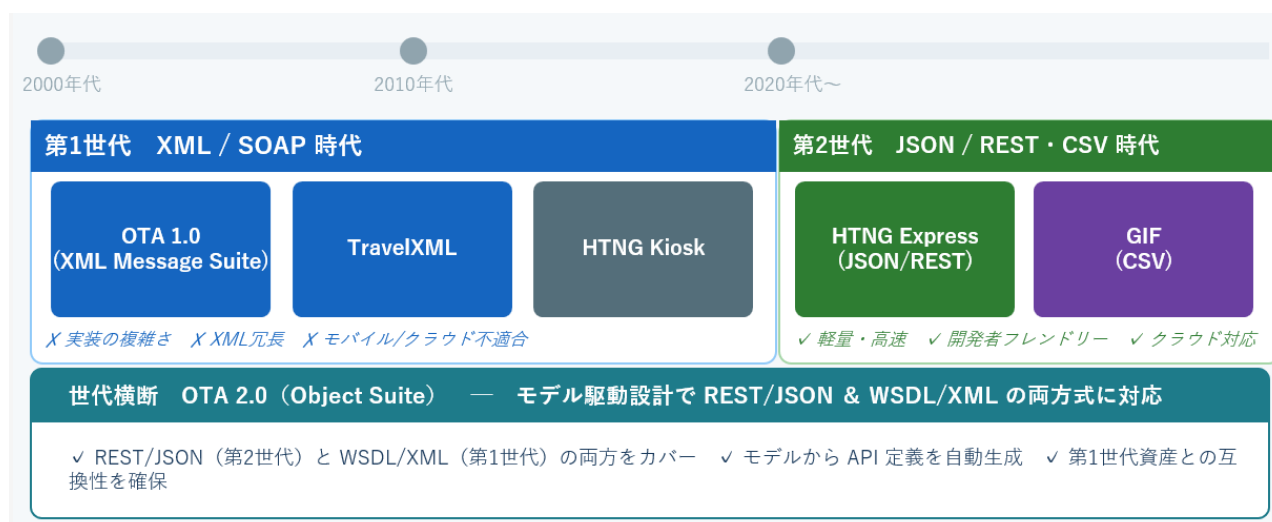 2000年代
2010年代
2020年代～
第1世代　XML / SOAP 時代
第2世代　JSON / REST・CSV 時代
OTA 1.0
(XML Message Suite)
TravelXML
HTNG Kiosk
HTNG Express
(JSON/REST)
GIF
(CSV)
✗ 実装の複雑さ　✗ XML冗長　✗ モバイル/クラウド不適合
✓ 軽量・高速　✓ 開発者フレンドリー　✓ クラウド対応
世代横断　OTA 2.0（Object Suite）　―　モデル駆動設計で REST/JSON ＆ WSDL/XML の両方式に対応
✓ REST/JSON（第2世代）と WSDL/XML（第1世代）の両方をカバー　✓ モデルから API 定義を自動生成　✓ 第1世代資産との互
換性を確保